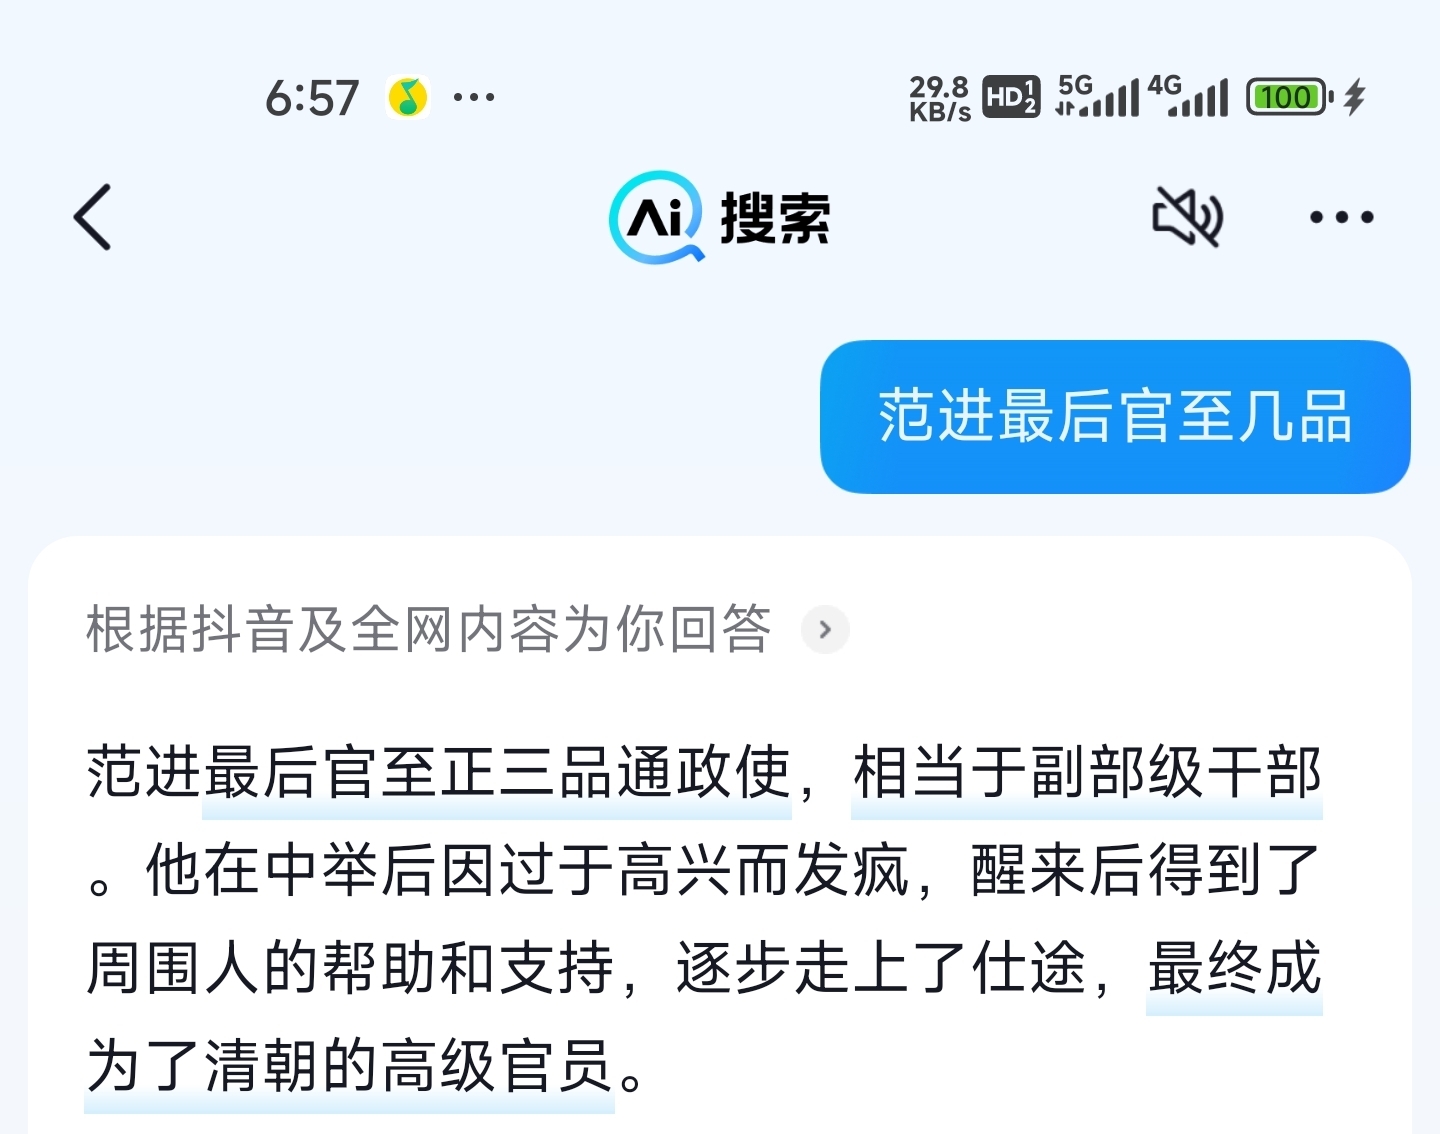 6:57 ··· 29.8 KB/s HD 1 2 5G 4G 100
Ai 搜索
范进最后官至几品
根据抖音及全网内容为你回答
范进最后官至正三品通政使，相当于副部级干部
。他在中举后因过于高兴而发疯，醒来后得到了
周围人的帮助和支持，逐步走上了仕途，最终成
为了清朝的高级官员。